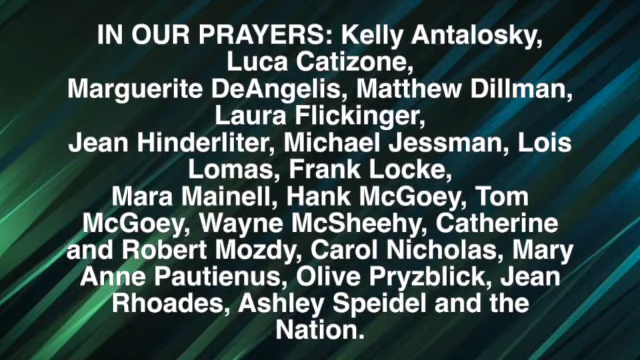 IN OUR PRAYERS: Kelly Antalosky,
Luca Catizone,
Marguerite DeAngelis, Matthew Dillman,
Laura Flickinger,
Jean Hinderliter, Michael Jessman, Lois
Lomas, Frank Locke,
Mara Mainell, Hank McGoey, Tom
McGoey, Wayne McSheehy, Catherine
and Robert Mozdy, Carol Nicholas, Mary
Anne Pautienus, Olive Pryzblick, Jean
Rhoades, Ashley Speidel and the
Nation.